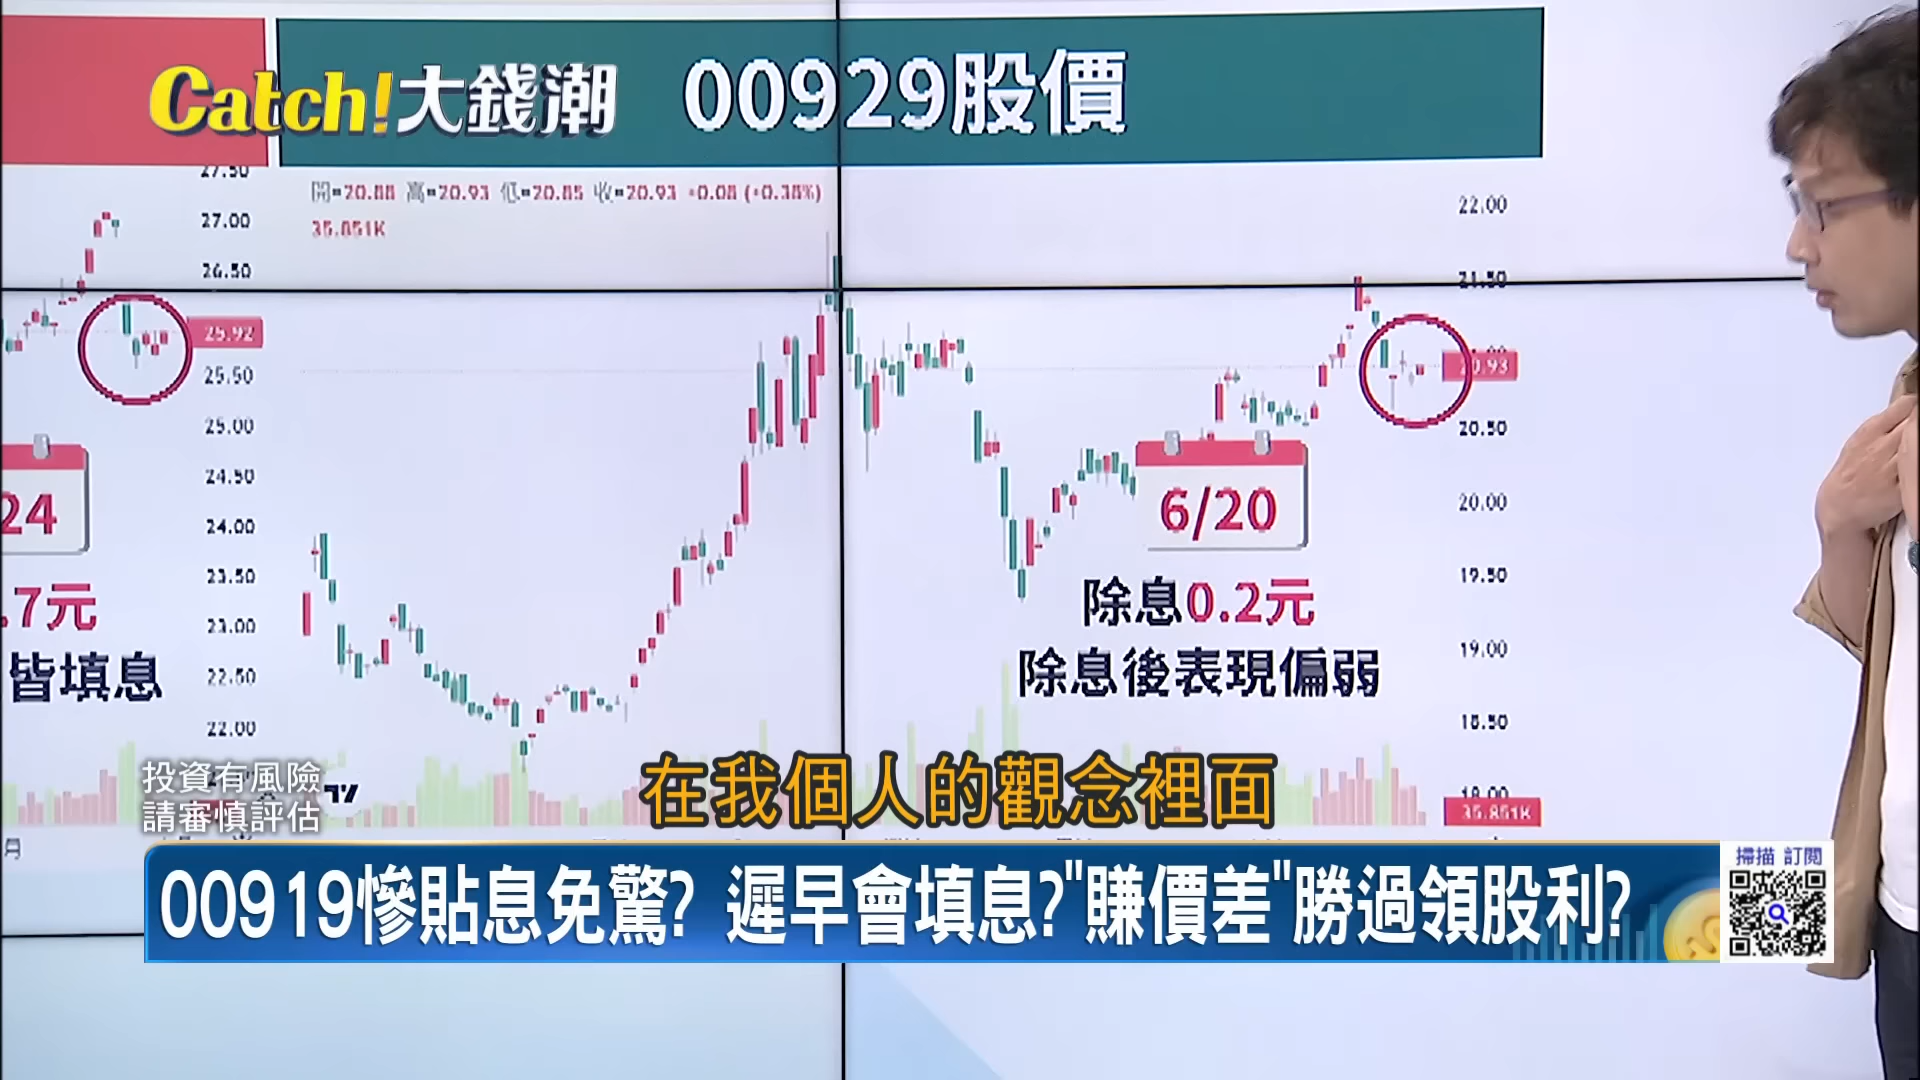 Catch!大錢潮
00929股價
開=20.88 高=20.93 低=20.85 收=20.93 +0.08 (+0.38%)
35.851K
27.50
27.00
26.50
25.92
25.50
25.00
24.50
24.00
23.50
23.00
22.50
22.00
22.00
21.50
20.93
20.50
20.00
19.50
19.00
18.50
18.00
35.851K
24
.7元
皆填息
6/20
除息0.2元
除息後表現偏弱
投資有風險
請審慎評估
在我個人的觀念裡面
月
00919慘貼息免驚? 遲早會填息?"賺價差"勝過領股利?
掃描 訂閱